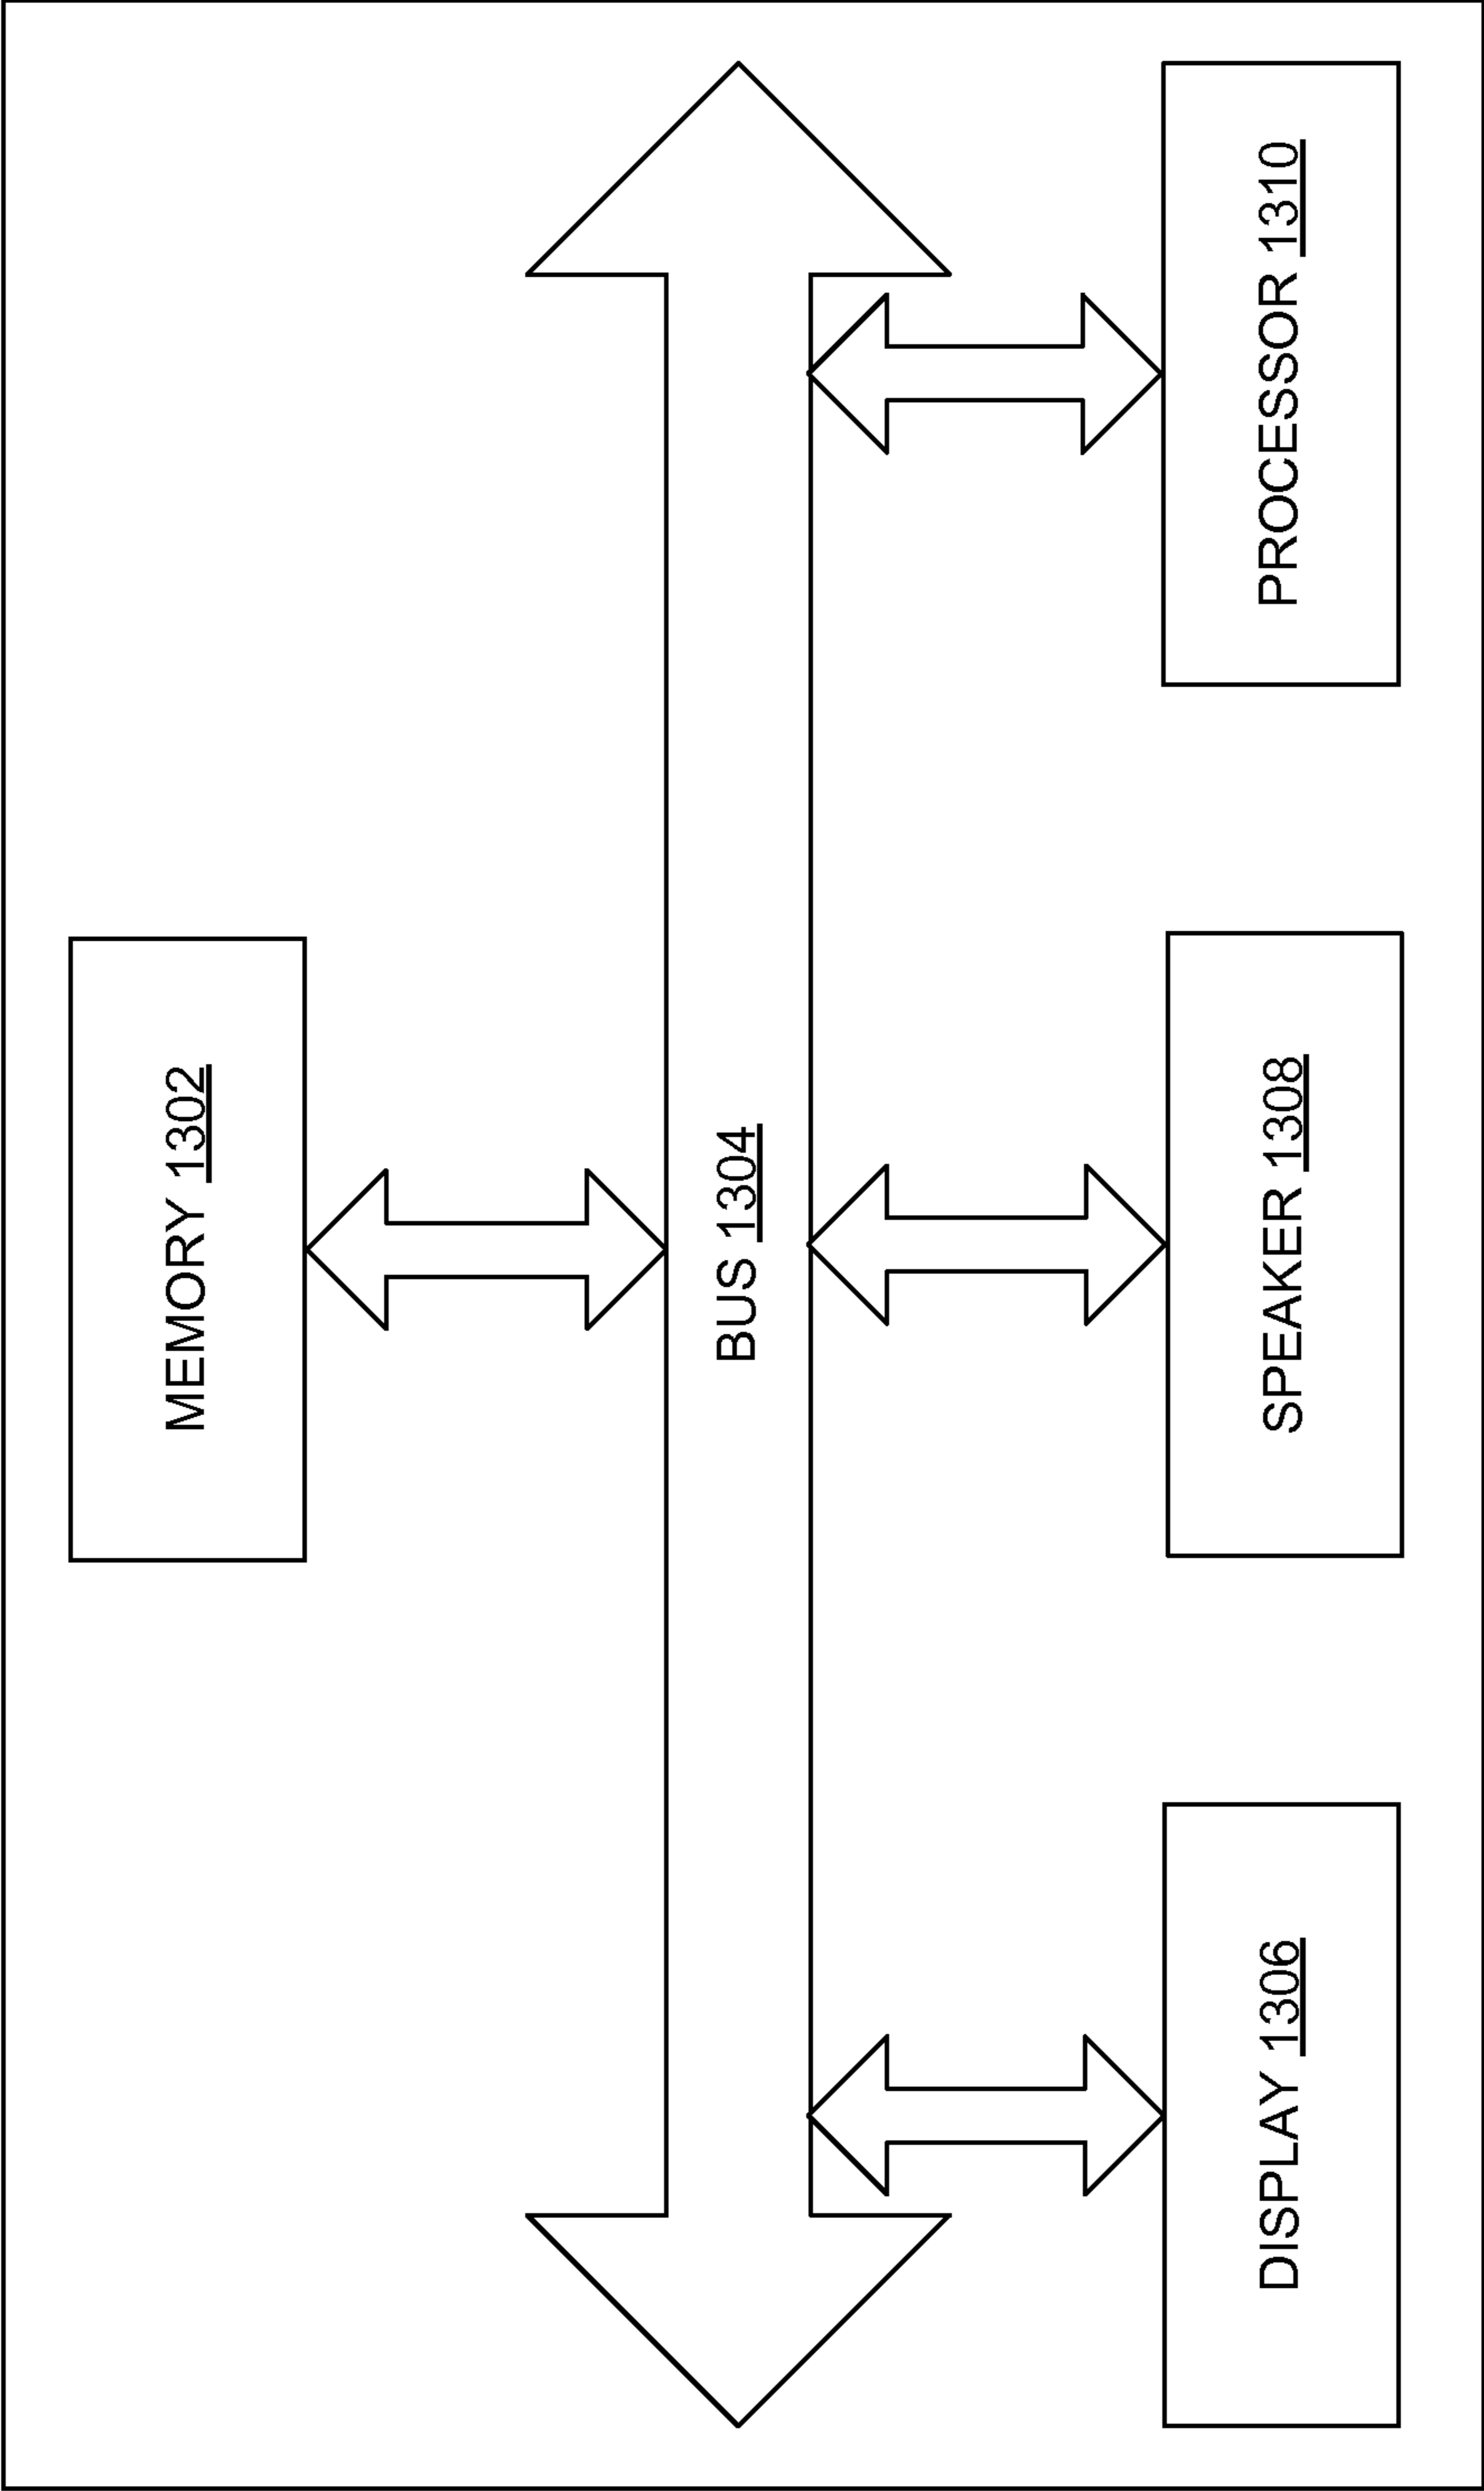 MEMORY 1302
BUS 1304
DISPLAY 1306
SPEAKER 1308
PROCESSOR 1310